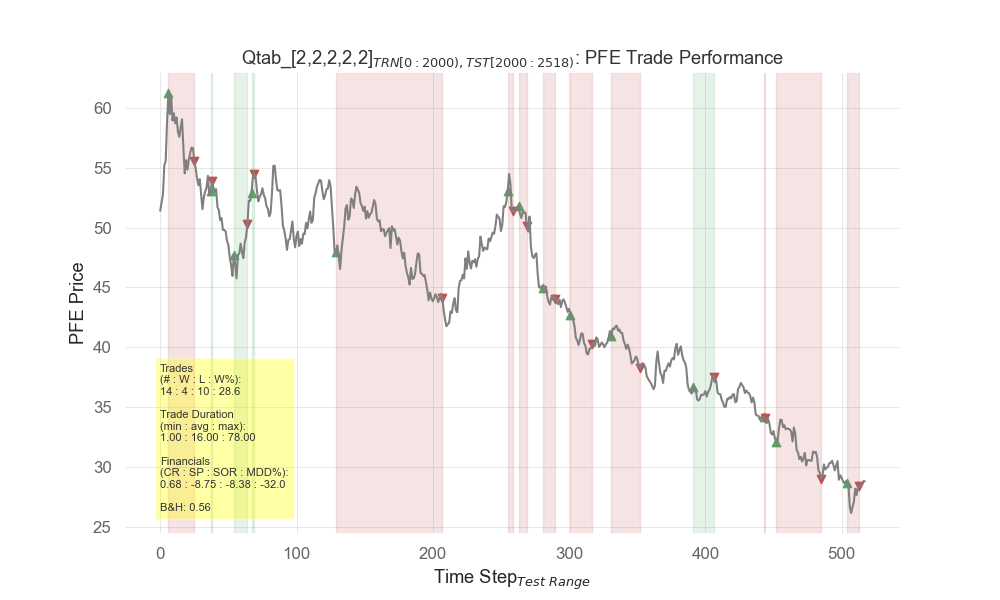 Qtab_[2,2,2,2,2]TRN[0 : 2000), TST[2000 : 2518): PFE Trade Performance
60
55
50
45
40
35
30
25
PFE Price
Trades
(# : W : L : W%):
14 : 4 : 10 : 28.6
Trade Duration
(min : avg : max):
1.00 : 16.00 : 78.00
Financials
(CR : SP : SOR : MDD%):
0.68 : -8.75 : -8.38 : -32.0
B&H: 0.56
0 100 200 300 400 500
Time StepTest Range